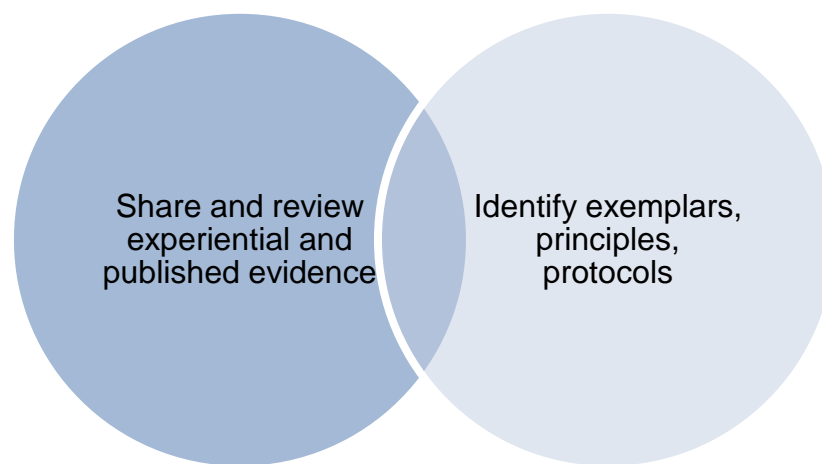 Share and review
experiential and
published evidence
Identify exemplars,
principles,
protocols